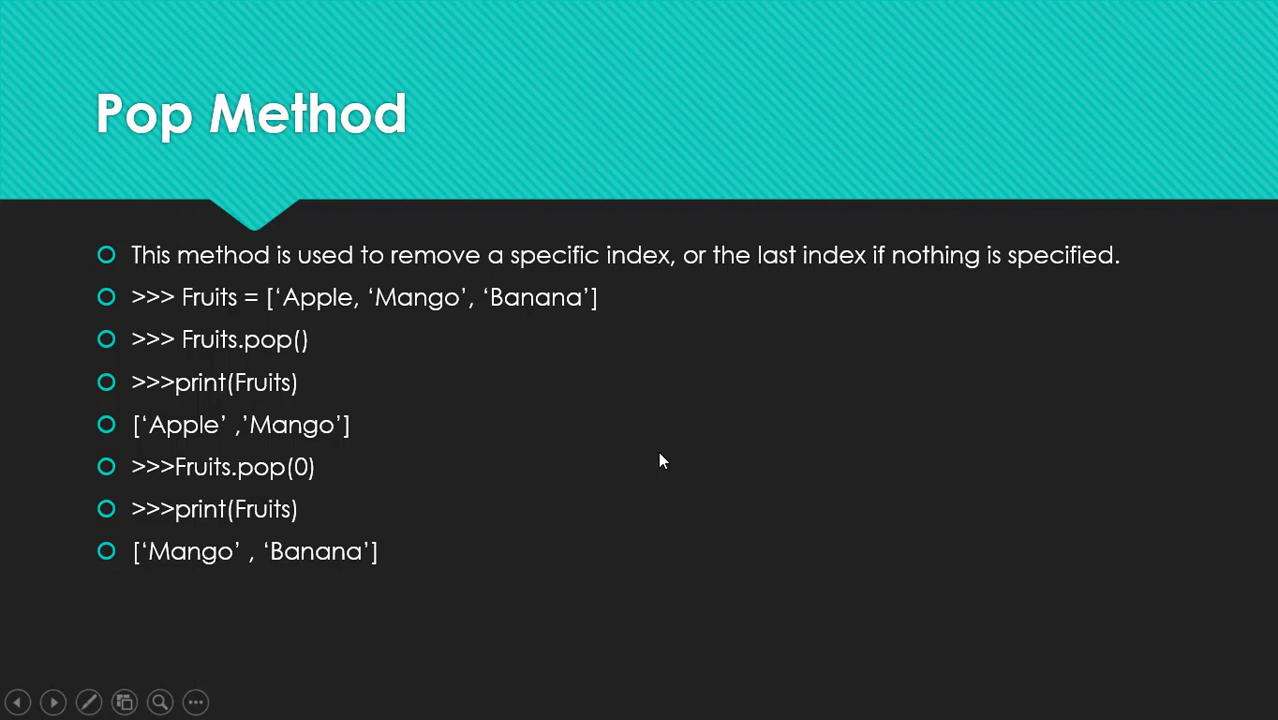 Pop Method
This method is used to remove a specific index, or the last index if nothing is specified.
>>> Fruits = [‘Apple, ‘Mango’, ‘Banana’]
>>> Fruits.pop()
>>>print(Fruits)
[‘Apple’ ,’Mango’]
>>>Fruits.pop(0)
>>>print(Fruits)
[‘Mango’ , ‘Banana’]